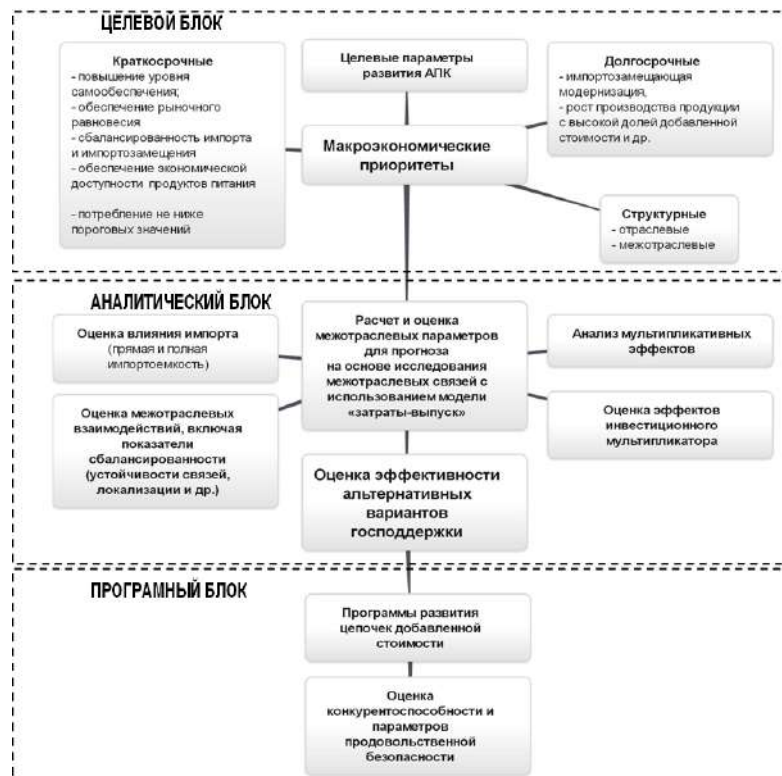 ЦЕЛЕВОЙ БЛОК
Краткосрочные
- повышение уровня
самообеспечения;
- обеспечение рыночного
равновесия
- сбалансированность импорта
и импортозамещения
- обеспечение экономической
доступности продуктов питания
- потребление не ниже
пороговых значений
Целевые параметры
развития АПК
Долгосрочные
- импортозамещающая
модернизация,
- рост производства продукции
с высокой долей добавленной
стоимости и др.
Макроэкономические
приоритеты
Структурные
- отраслевые
- межотраслевые
АНАЛИТИЧЕСКИЙ БЛОК
Оценка влияния импорта
(прямая и полная
импортоемкость)
Расчет и оценка
межотраслевых параметров
для прогноза
на основе исследования
межотраслевых связей с
использованием модели
«затраты-выпуск»
Анализ мультипликативных
эффектов
Оценка межотраслевых
взаимодействий, включая
показатели
сбалансированности
(устойчивости связей,
локализации и др.)
Оценка эффектов
инвестиционного
мультипликатора
Оценка эффективности
альтернативных
вариантов
господдержки
ПРОГРАМНЫЙ БЛОК
Программы развития
цепочек добавленной
стоимости
Оценка
конкурентоспособности и
параметров
продовольственной
безопасности